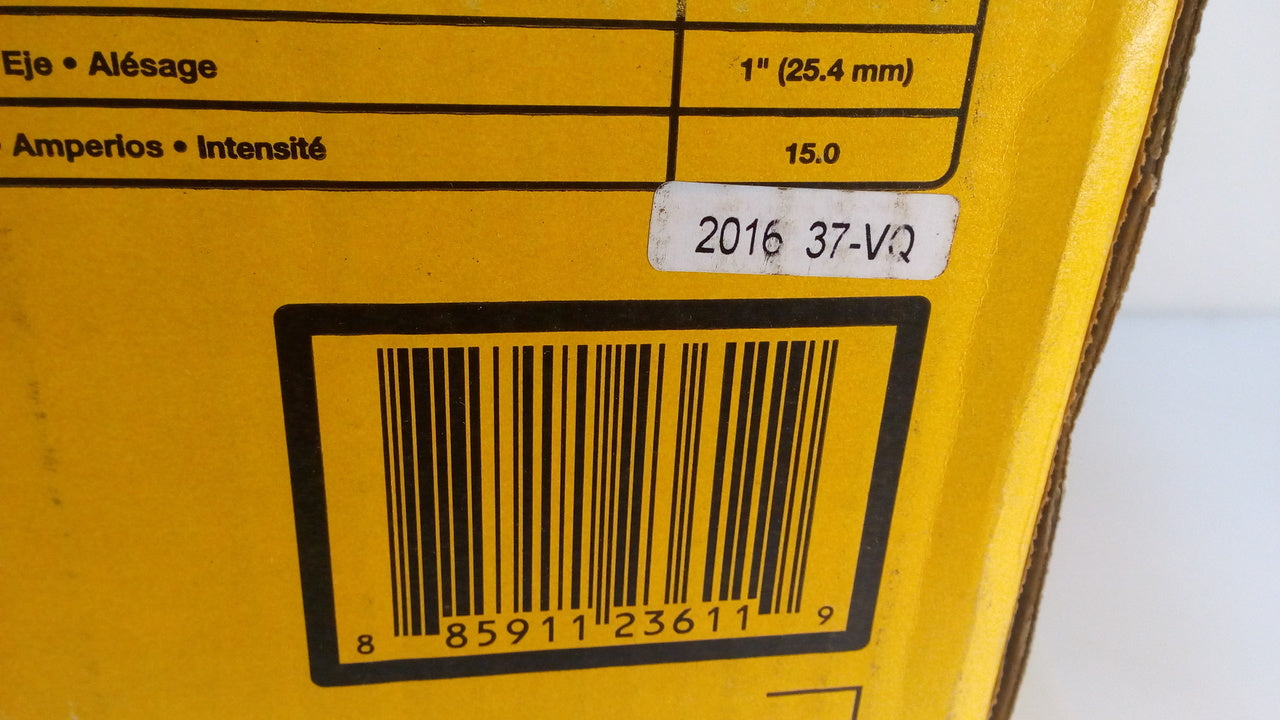 Eje • Alésage
1" (25.4 mm)
• Amperios • Intensité
15.0
2016 37-VQ
8 85911 23611 9